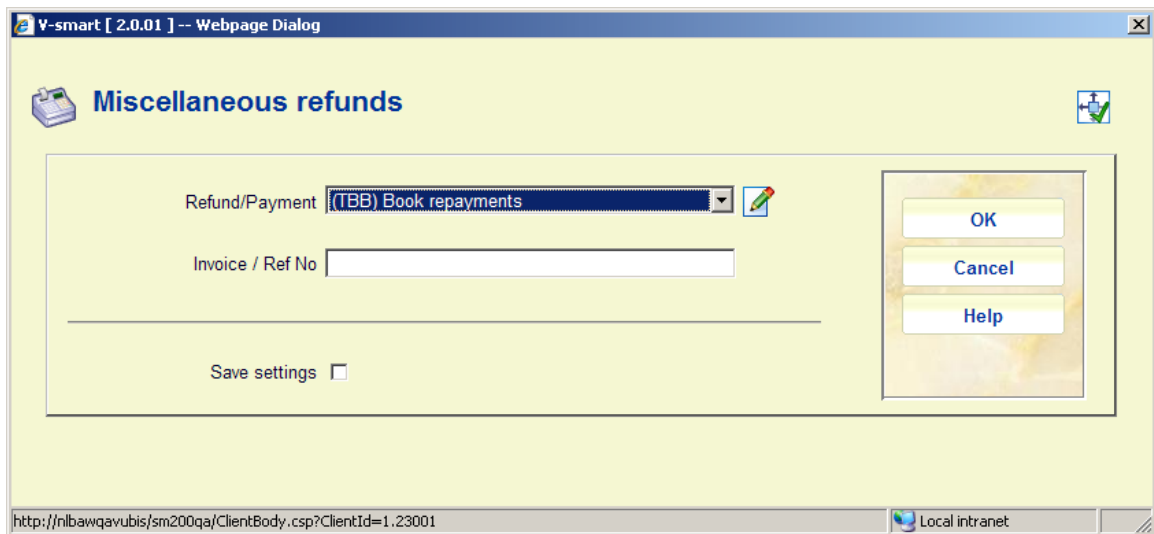 V-smart [ 2.0.01 ] -- Webpage Dialog
Miscellaneous refunds
Refund/Payment (TBB) Book repayments
OK
Invoice / Ref No
Cancel
Help
Save settings
http://nlbawqavubis/sm200qa/ClientBody.csp?ClientId=1.23001 Local intranet